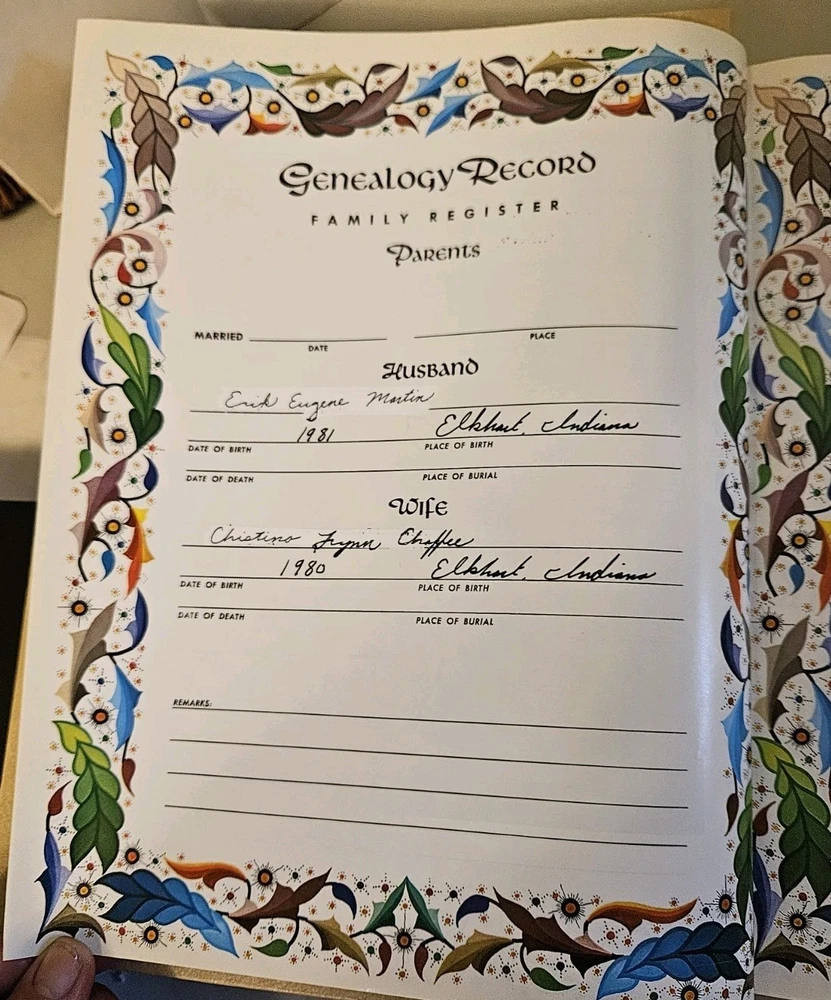 Genealogy Record
FAMILY REGISTER
Parents
MARRIED
DATE PLACE
Husband
Erik Eugene Martin
1981 Elkhart, Indiana
DATE OF BIRTH PLACE OF BIRTH
DATE OF DEATH PLACE OF BURIAL
Wife
Chaffee
1980 Elkhart, Indiana
DATE OF BIRTH PLACE OF BIRTH
DATE OF DEATH PLACE OF BURIAL
REMARKS: